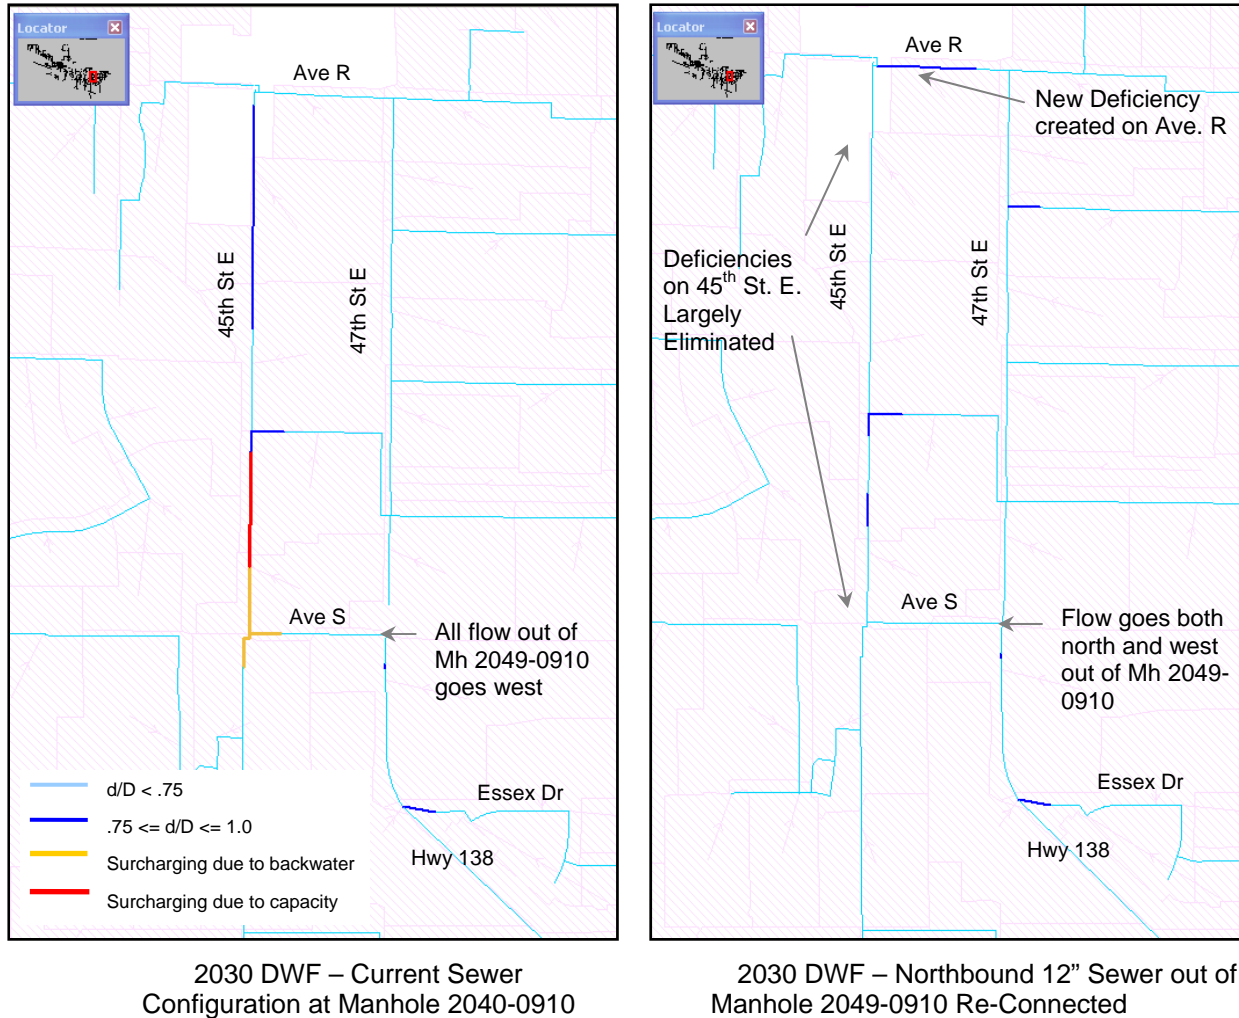 Locator
Ave R
45th St E
47th St E
Ave S
All flow out of
Mh 2049-0910
goes west
d/D < .75
.75 <= d/D <= 1.0
Surcharging due to backwater
Surcharging due to capacity
Essex Dr
Hwy 138
2030 DWF – Current Sewer
Configuration at Manhole 2040-0910
Locator
Ave R
New Deficiency
created on Ave. R
Deficiencies
on 45th St. E.
Largely
Eliminated
45th St E
47th St E
Ave S
Flow goes both
north and west
out of Mh 2049-
0910
Essex Dr
Hwy 138
2030 DWF – Northbound 12” Sewer out of
Manhole 2049-0910 Re-Connected